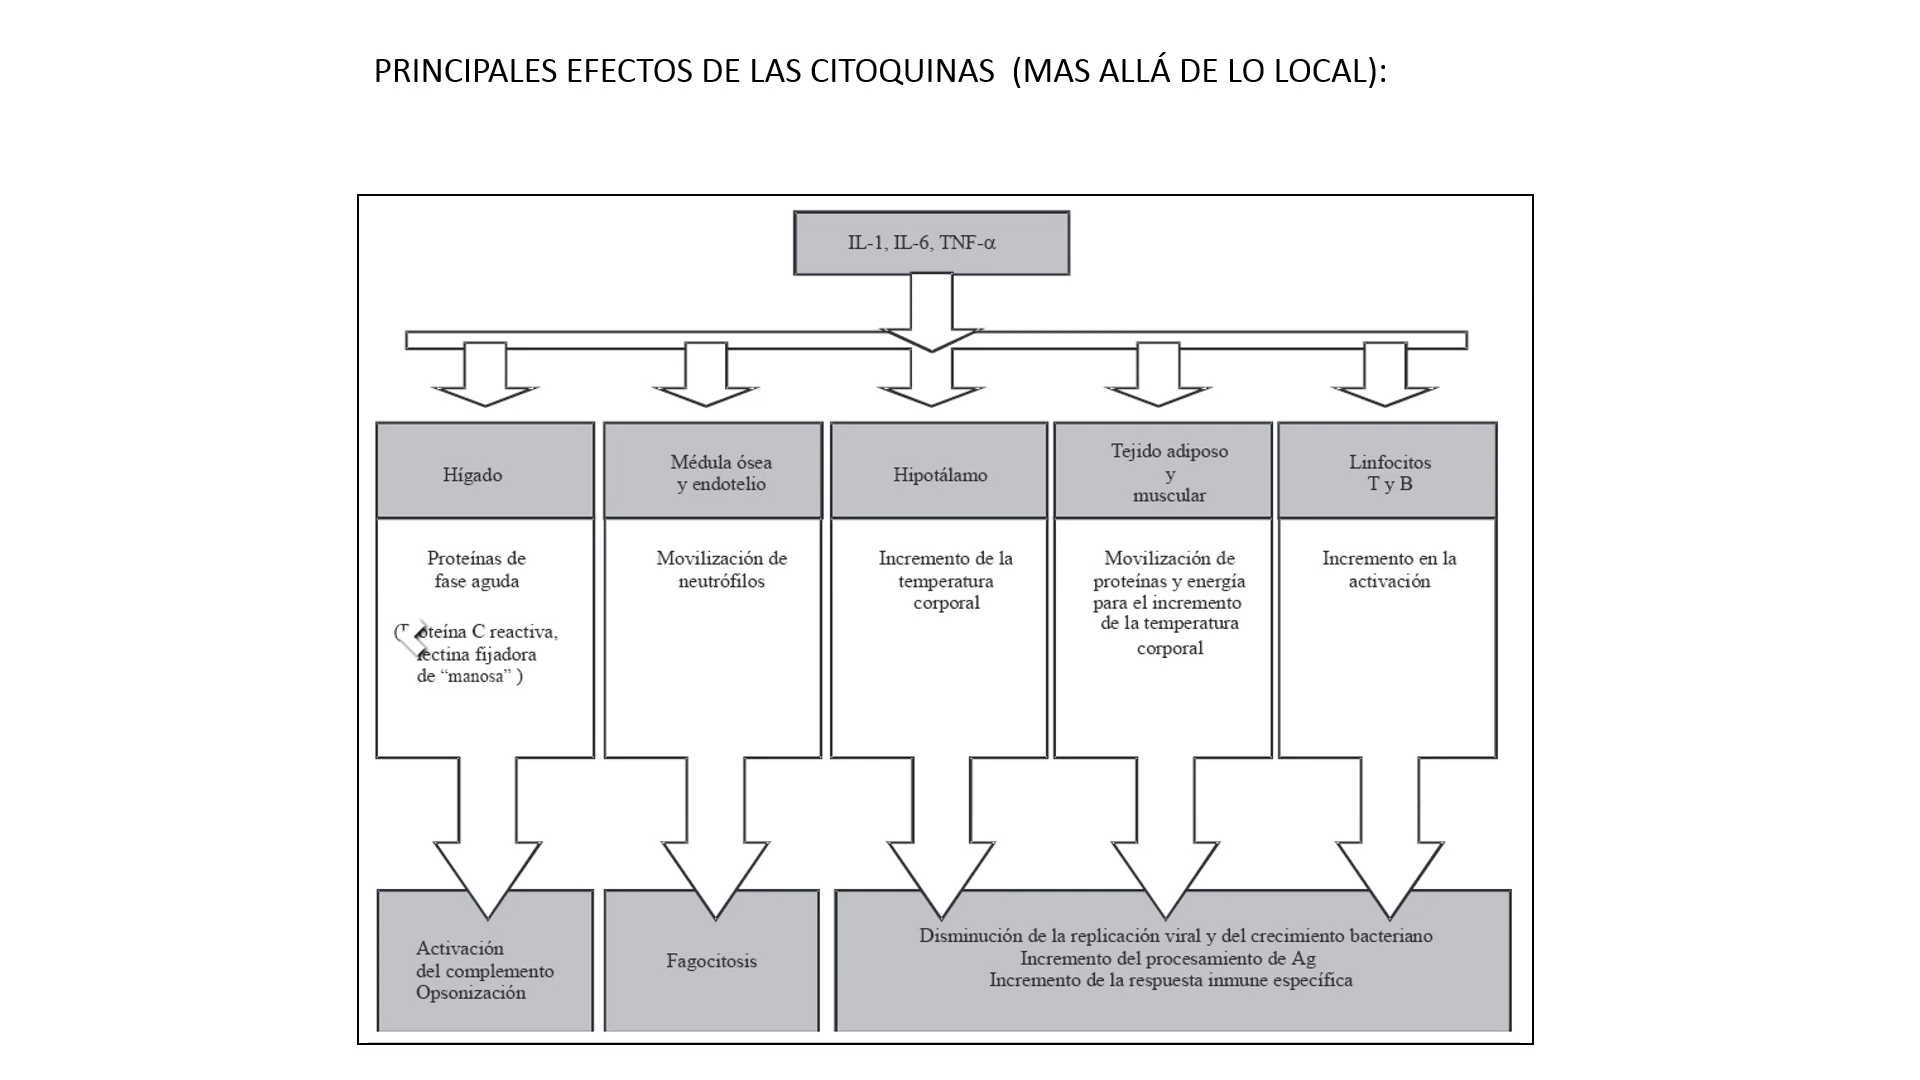 PRINCIPALES EFECTOS DE LAS CITOQUINAS (MAS ALLÁ DE LO LOCAL):
IL-1, IL-6, TNF-α
Hígado
Médula ósea
y endotelio
Hipotálamo
Tejido adiposo
y
muscular
Linfocitos
T y B
Proteínas de
fase aguda
C reactiva,
lectina fijadora
de “manosa” )
Movilización de
neutrófilos
Incremento de la
temperatura
corporal
Movilización de
proteínas y energía
para el incremento
de la temperatura
corporal
Incremento en la
activación
Activación
del complemento
Opsonización
Fagocitosis
Disminución de la replicación viral y del crecimiento bacteriano
Incremento del procesamiento de Ag
Incremento de la respuesta inmune específica